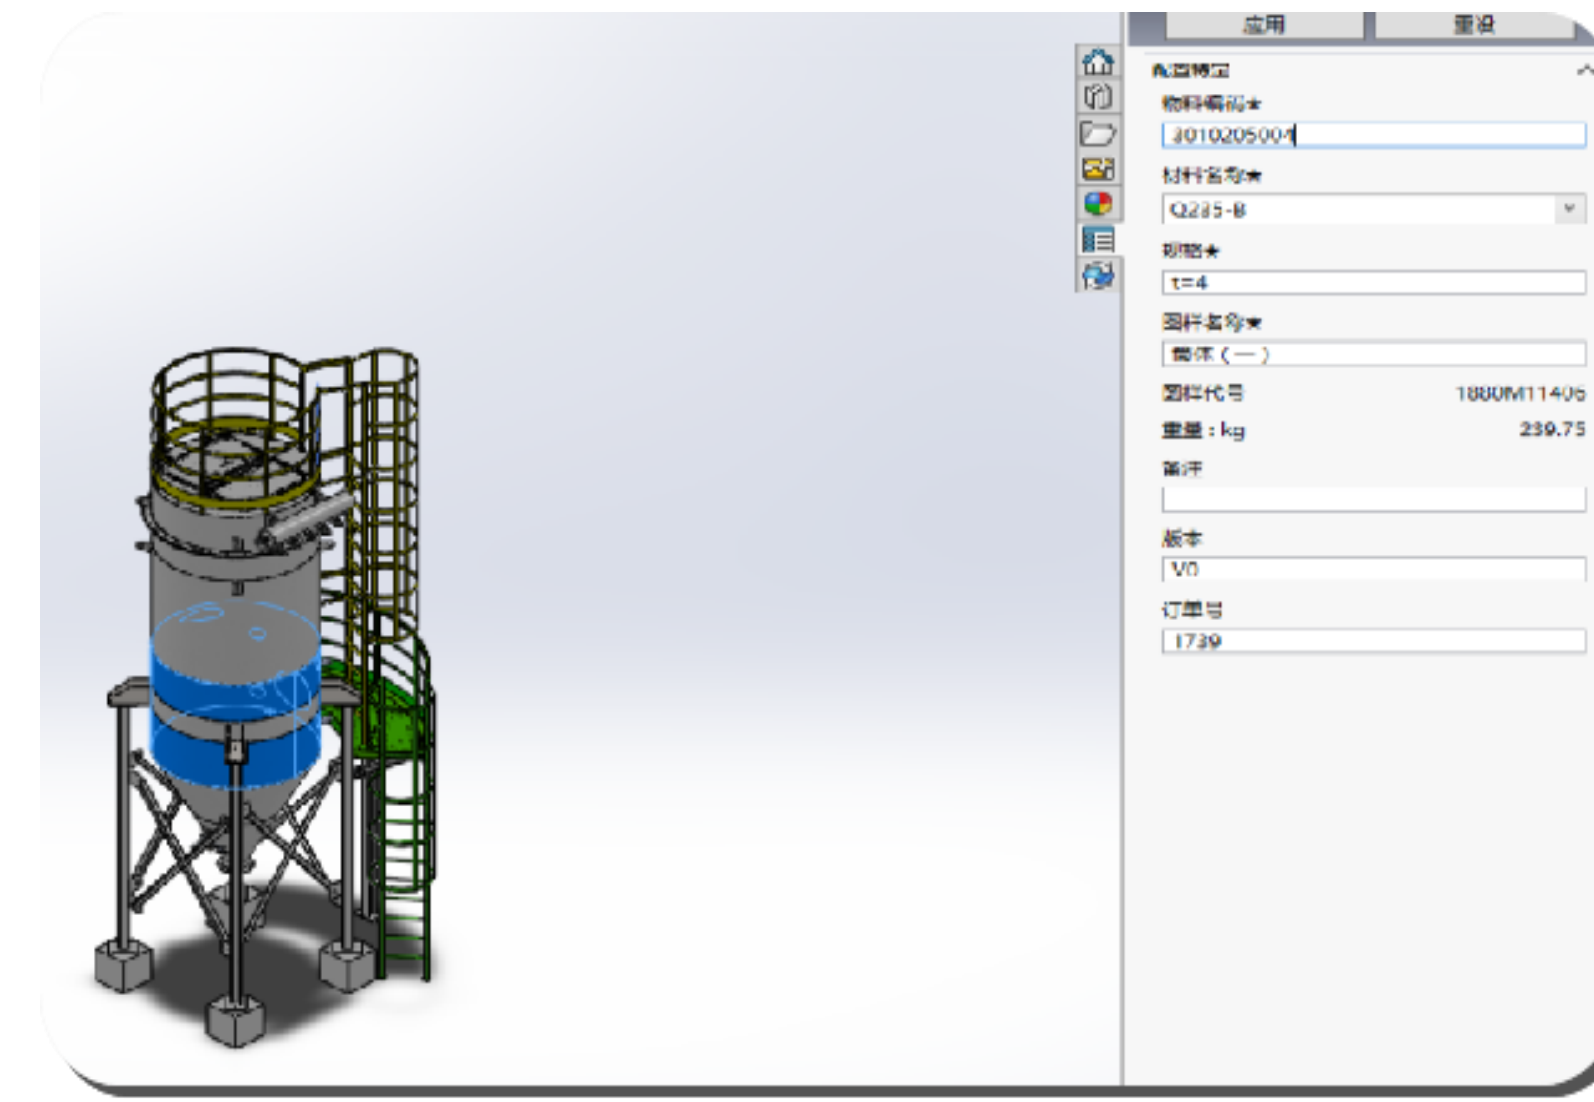 应用 重设
配置特定
物料编码★
3010205004
材料名称★
Q235-B
规格★
t=4
图样名称★
筒体（一）
图样代号 1880M11406
重量：kg 239.75
备注
版本
V0
订单号
1739